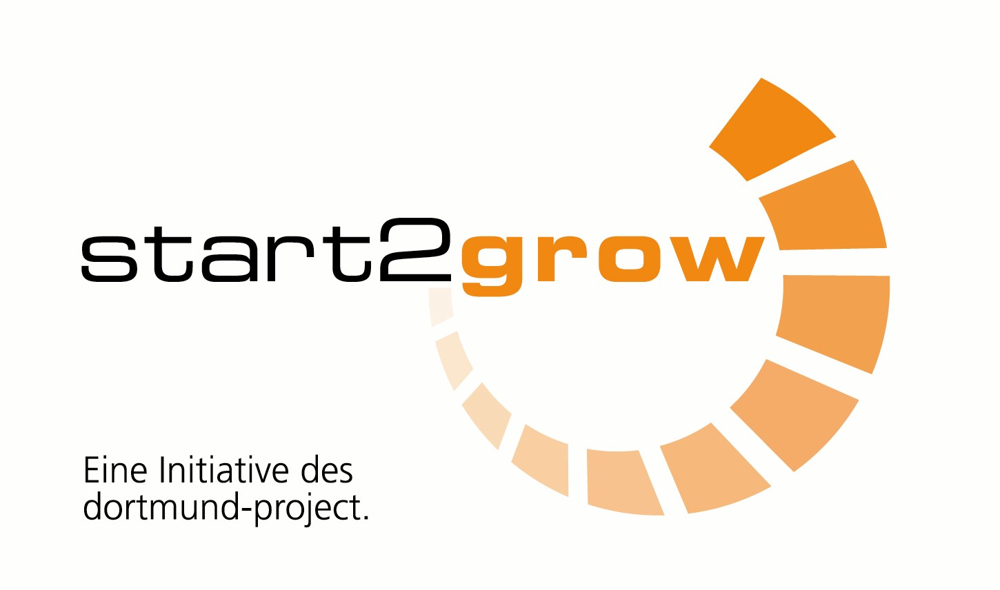 start2grow
Eine Initiative des
dortmund-project.